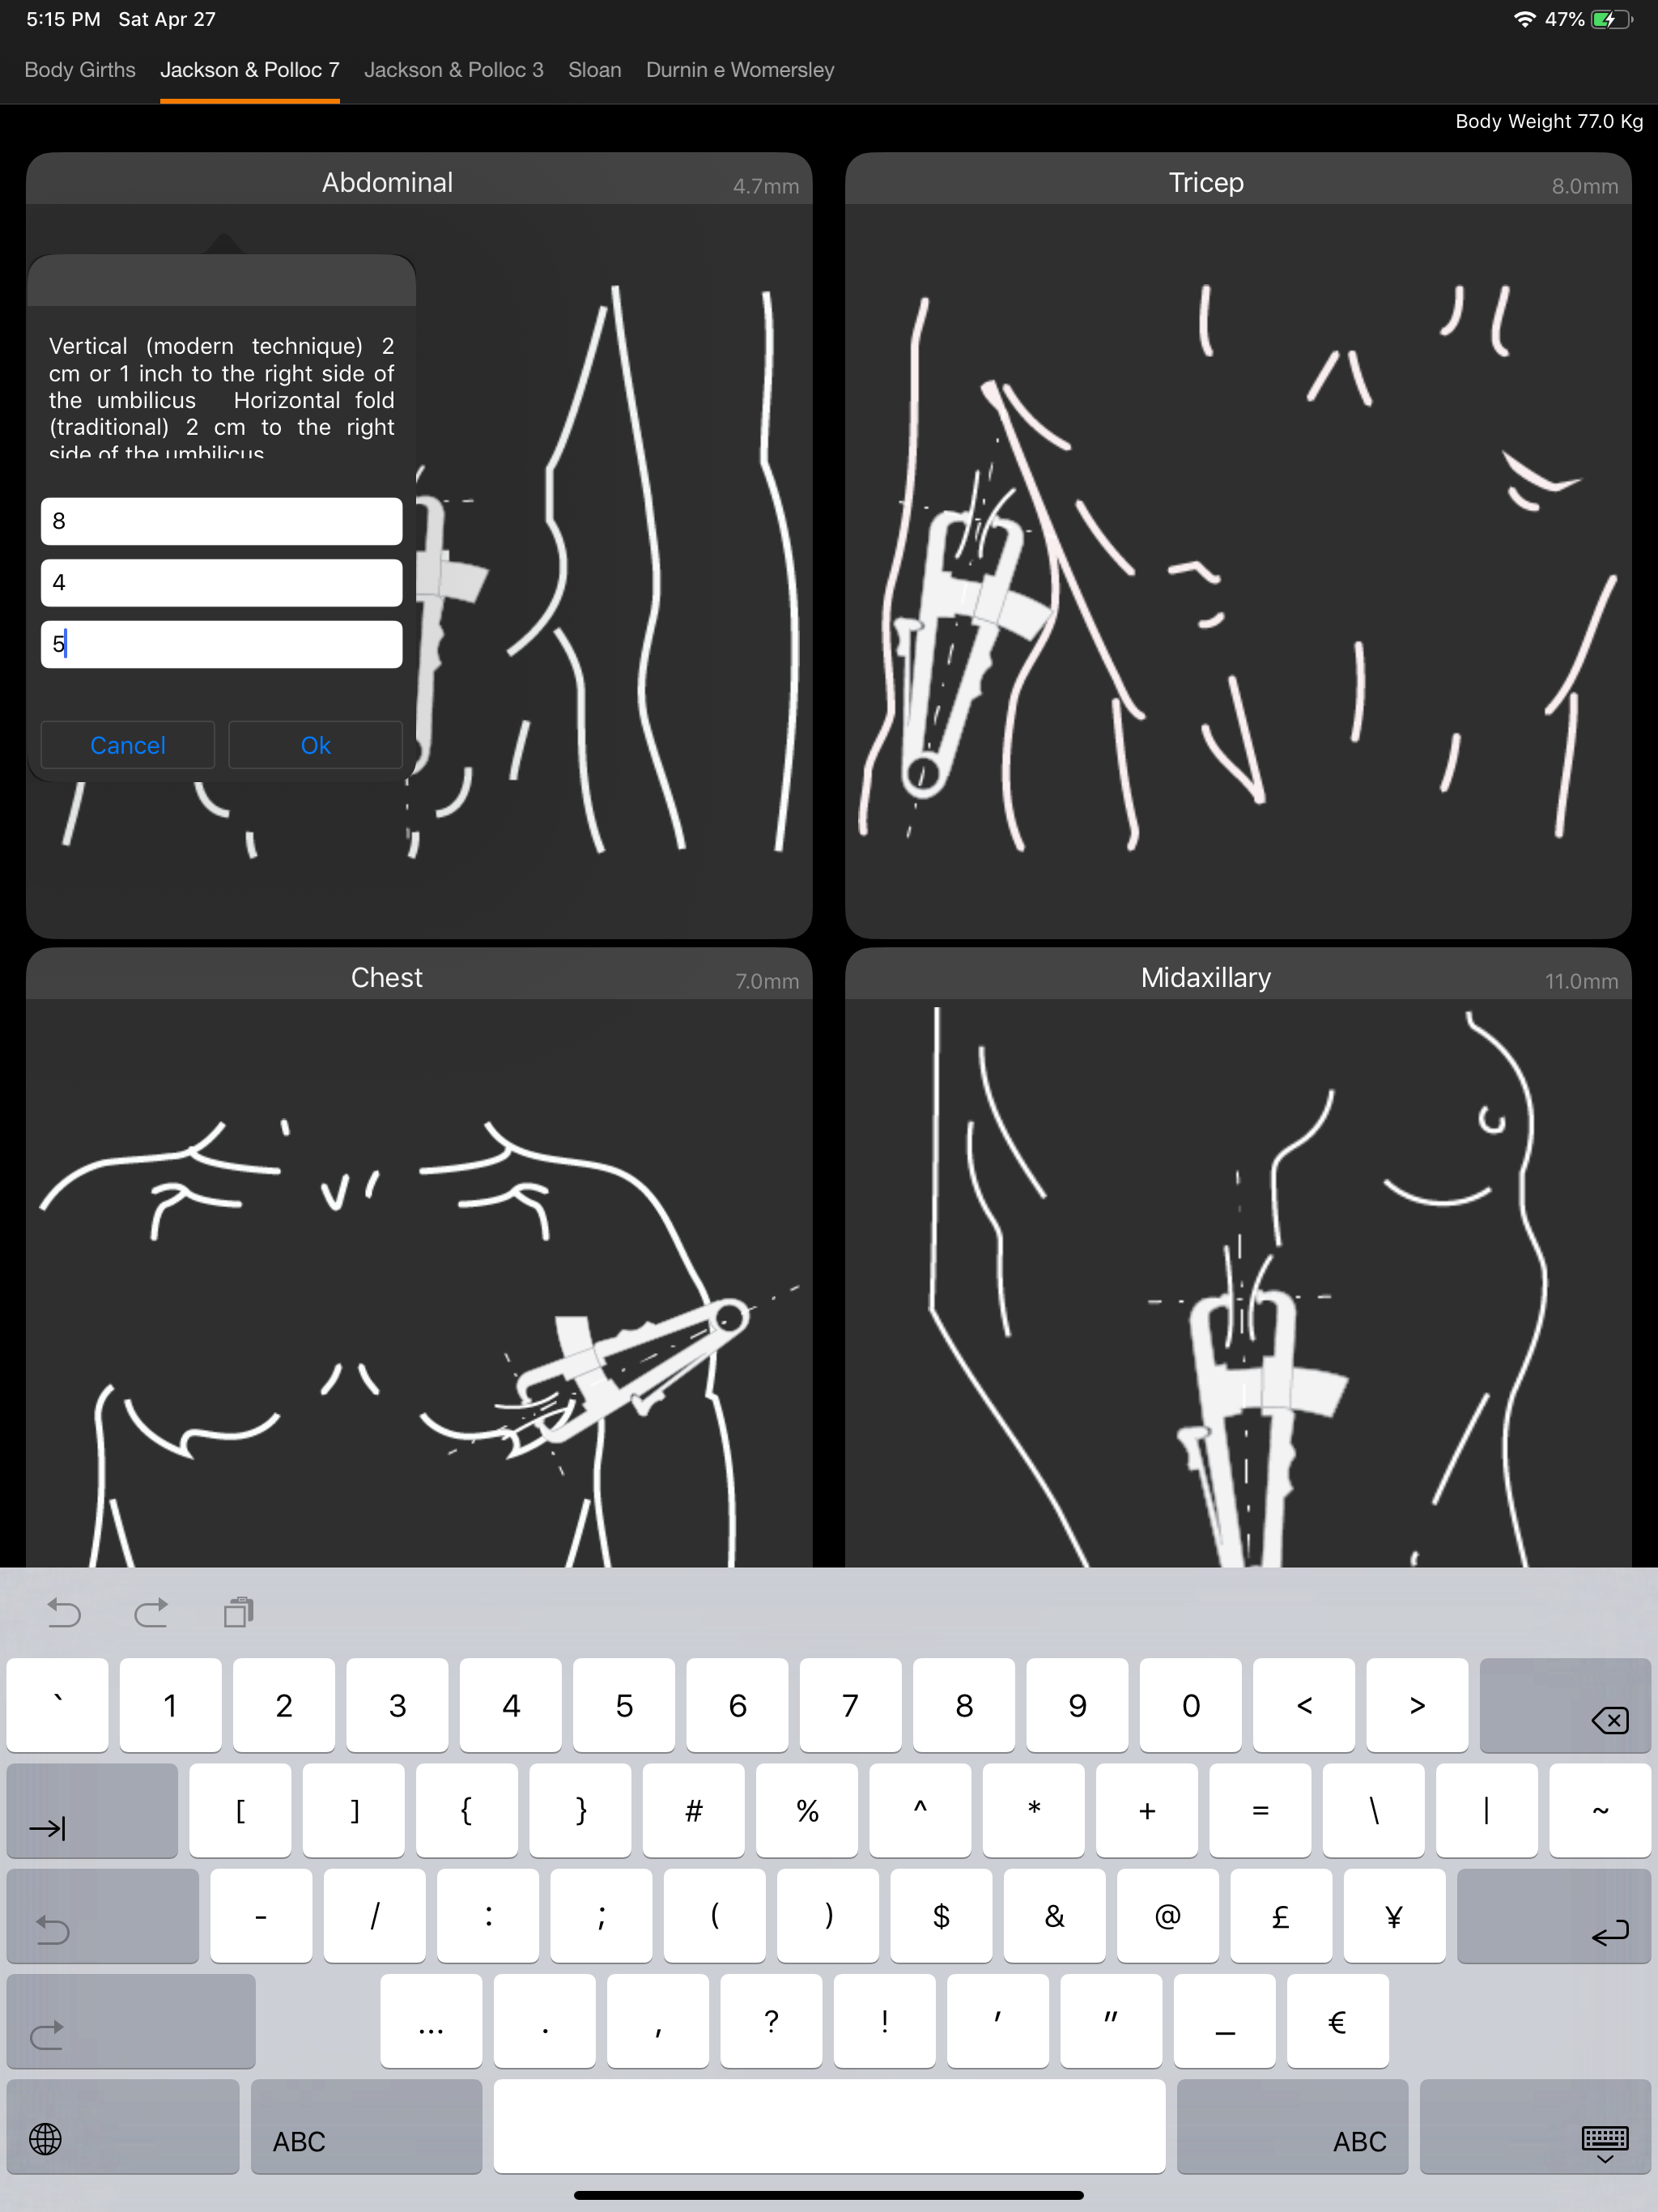 5:15 PM Sat Apr 27
47%
Body Girths Jackson & Polloc 7 Jackson & Polloc 3 Sloan Durnin e Womersley
Body Weight 77.0 Kg
Abdominal 4.7mm
Tricep 8.0mm
Vertical (modern technique) 2
cm or 1 inch to the right side of
the umbilicus Horizontal fold
(traditional) 2 cm to the right
side of the umbilicus
8
4
5
Cancel Ok
Chest 7.0mm
Midaxillary 11.0mm
` 1 2 3 4 5 6 7 8 9 0 < >
[ ] { } # % ^ * + = \ | ~
- / : ; ( ) $ & @ £ ¥
... . , ? ! ' " _ €
ABC ABC